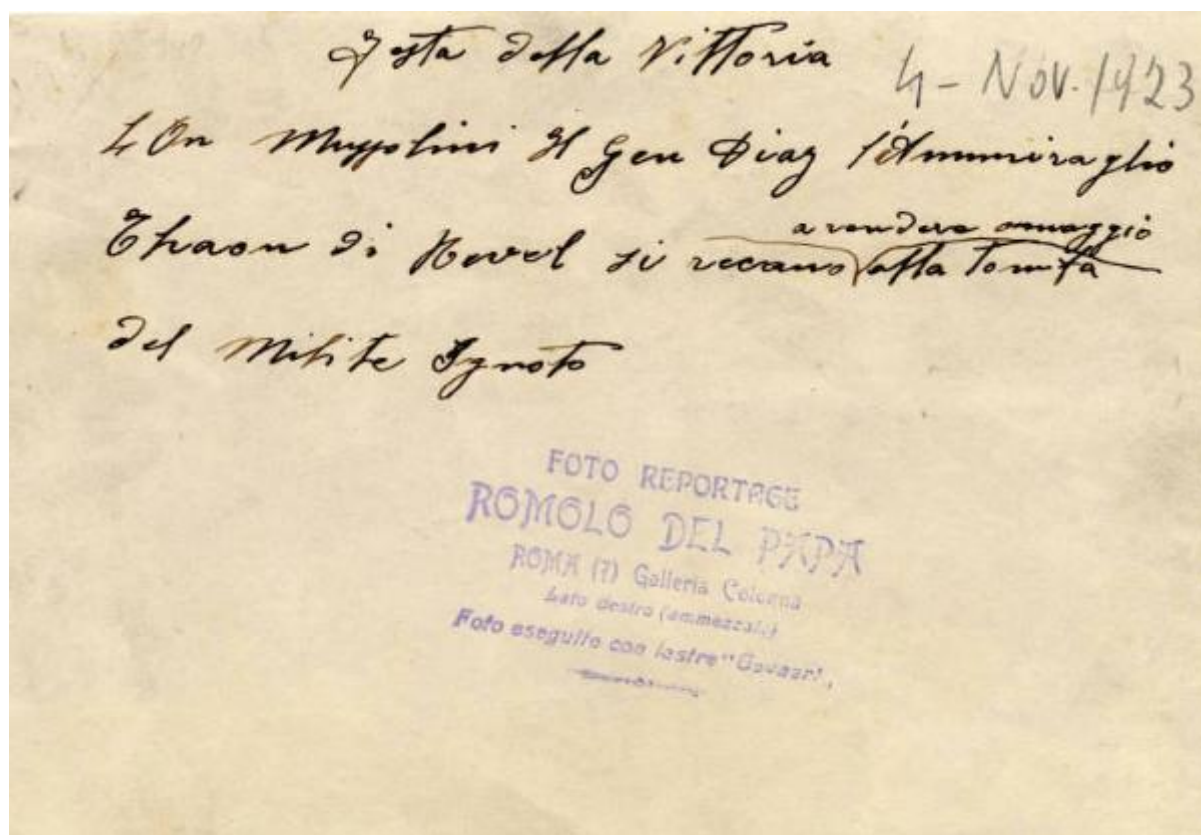 Festa della Vittoria
4 - Nov. 1923
L On Mussolini Il Gen Diaz l'Ammiraglio
a rendere omaggio
Thaon di Revel si recano alla Tomba
del Milite Ignoto
FOTO REPORTAGE
ROMOLO DEL PAPA
ROMA (7) Galleria Colonna
Lato destro (ammezzato)
Foto eseguite con lastre "Gevaert"